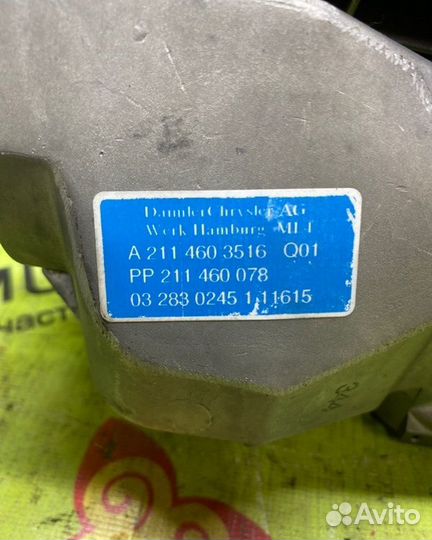 DaimlerChrysler AG
Werk Hamburg
A 211 460 3516 Q01
PP 211 460 078
03 283 0245 1 11615
Avito